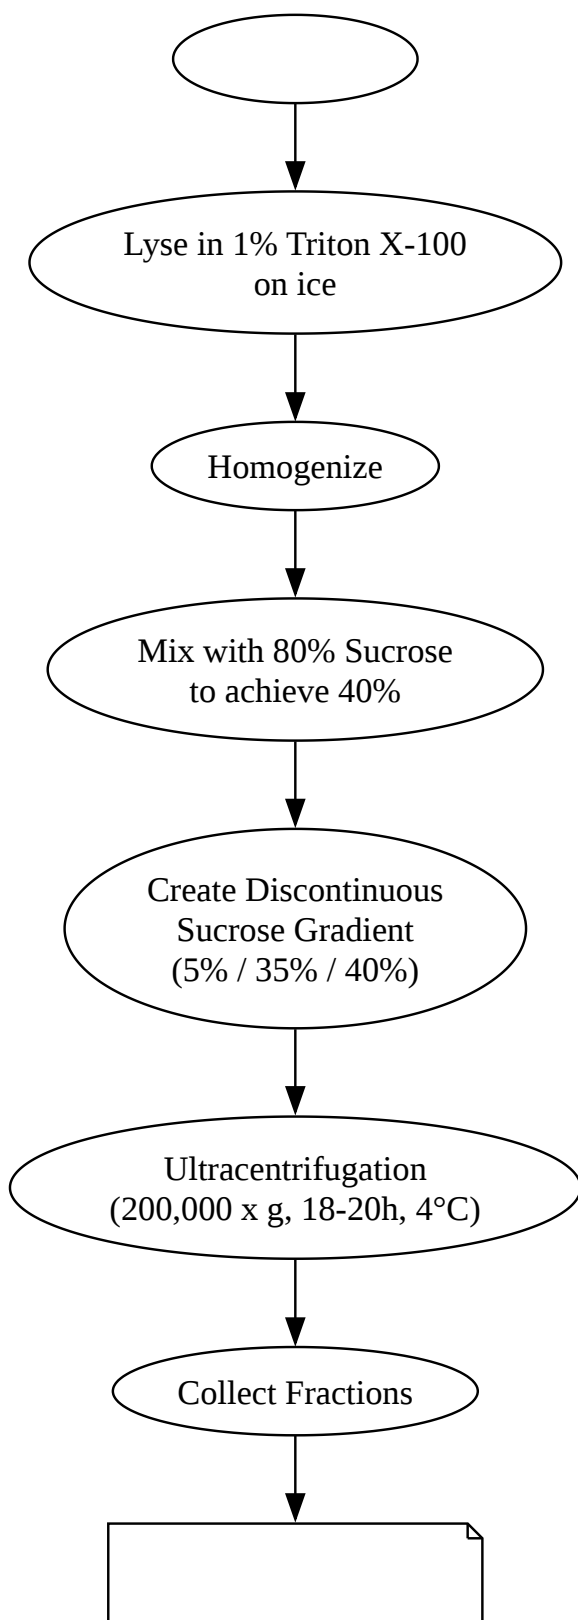 Lyse in 1% Triton X-100
on ice
Homogenize
Mix with 80% Sucrose
to achieve 40%
Create Discontinuous
Sucrose Gradient
(5% / 35% / 40%)
Ultracentrifugation
(200,000 x g, 18-20h, 4°C)
Collect Fractions